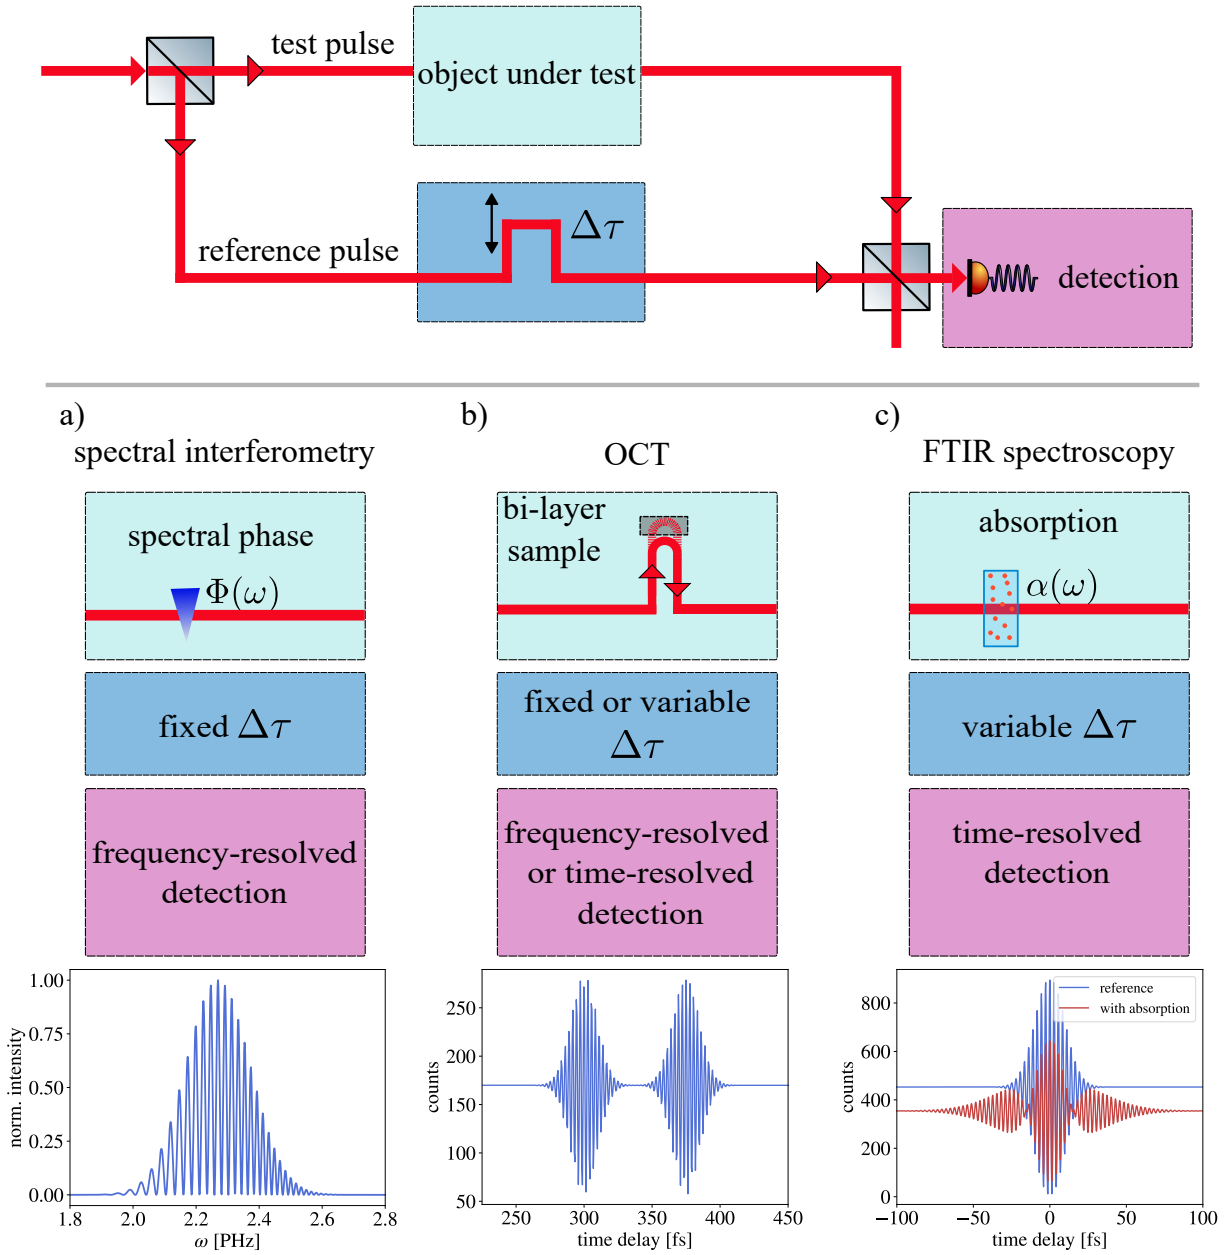 test pulse
object under test
reference pulse
Δτ
detection
a)
spectral interferometry
spectral phase
Φ(ω)
fixed Δτ
frequency-resolved
detection
1.00
0.75
0.50
0.25
0.00
norm. intensity
1.8 2.0 2.2 2.4 2.6 2.8
ω [PHz]
b)
OCT
bi-layer
sample
fixed or variable
Δτ
frequency-resolved
or time-resolved
detection
250
200
150
100
50
counts
250 300 350 400 450
time delay [fs]
c)
FTIR spectroscopy
absorption
α(ω)
variable Δτ
time-resolved
detection
reference
with absorption
800
600
400
200
0
counts
−100 −50 0 50 100
time delay [fs]